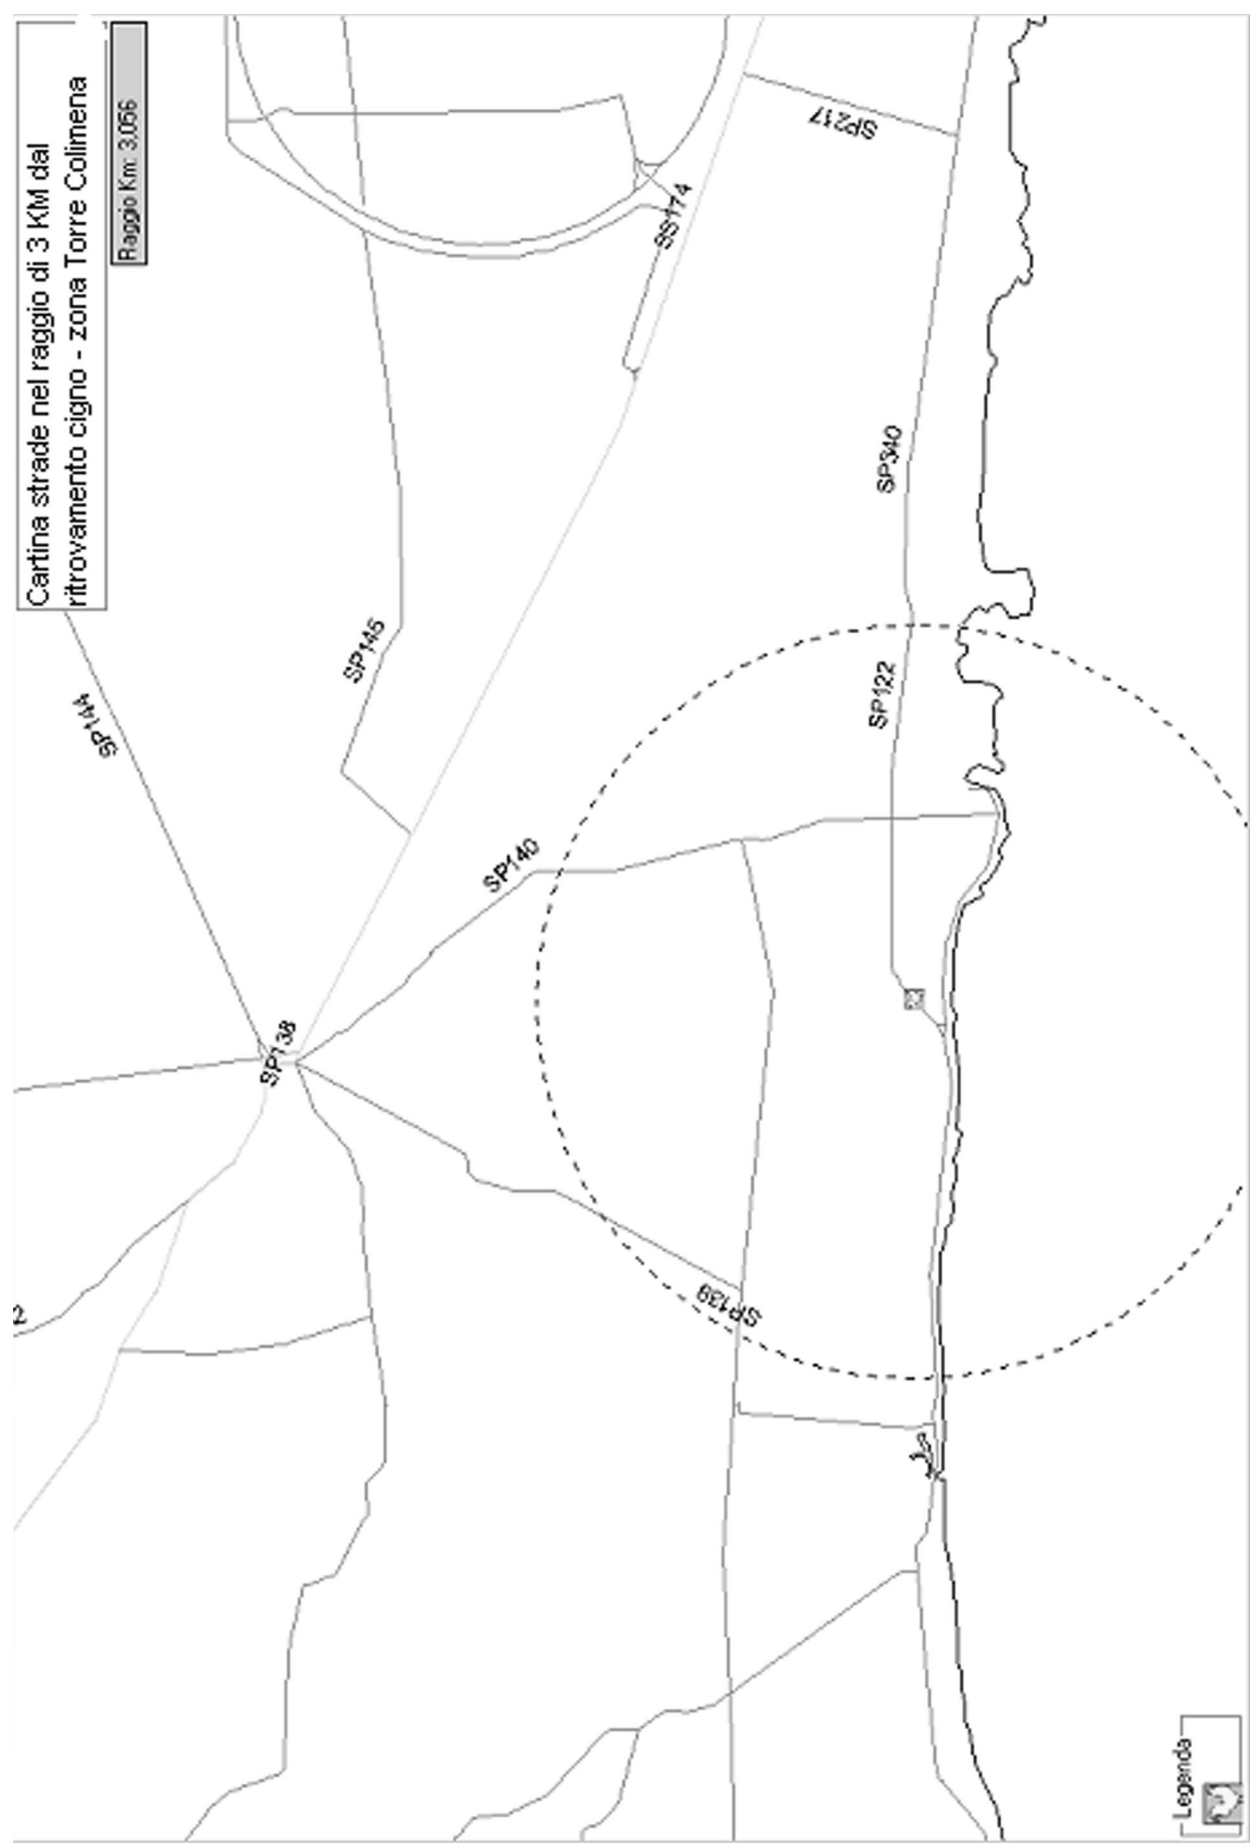 Cartina strade nel raggio di 3 KM dal
ritrovamento cigno - zona Torre Colimena
Raggio Km: 3.056
SP144
SP145
SS174
SP217
SP340
SP122
SP140
SP138
SP139
2
Legenda